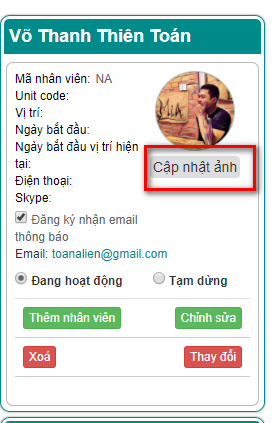 Võ Thanh Thiên Toán
Mã nhân viên: NA
Unit code:
Vị trí:
Ngày bắt đầu:
Ngày bắt đầu vị trí hiện
tại:
Điện thoại:
Skype:
Cập nhật ảnh
Đăng ký nhận email
thông báo
Email: toanalien@gmail.com
Đang hoạt động Tạm dừng
Thêm nhân viên Chỉnh sửa
Xoá Thay đổi